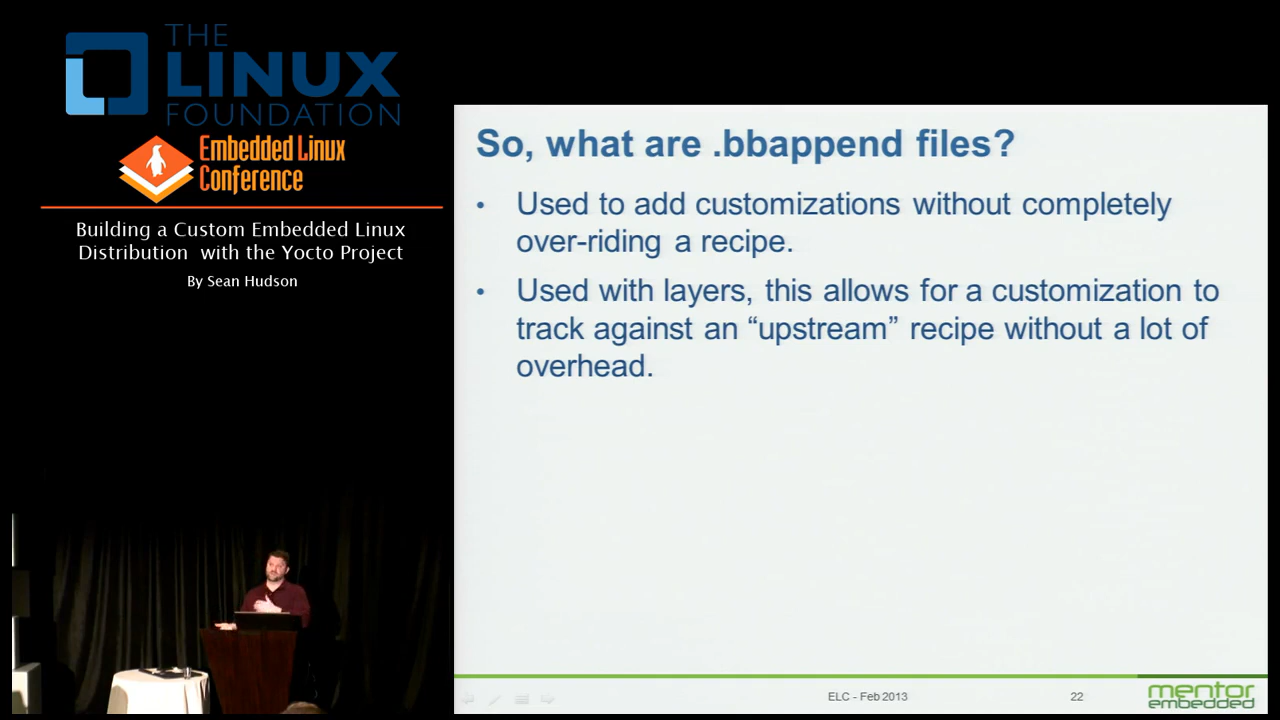 THE
LINUX
FOUNDATION
Embedded Linux
Conference
Building a Custom Embedded Linux
Distribution with the Yocto Project
By Sean Hudson
So, what are .bbappend files?
• Used to add customizations without completely
over-riding a recipe.
• Used with layers, this allows for a customization to
track against an “upstream” recipe without a lot of
overhead.
ELC - Feb 2013
22
mentor
embedded